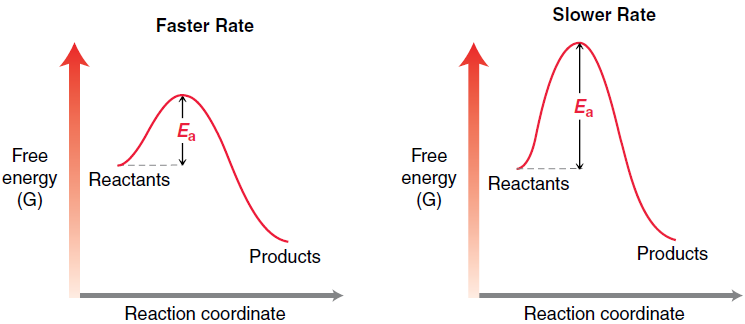 Faster Rate
Free
energy
(G)
Ea
Reactants
Products
Reaction coordinate
Slower Rate
Free
energy
(G)
Ea
Reactants
Products
Reaction coordinate